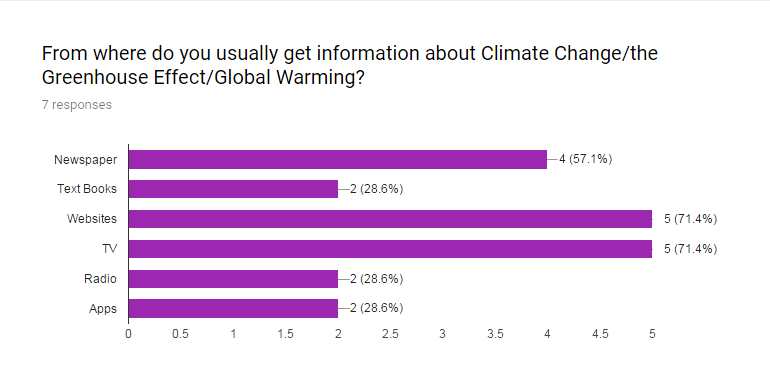 From where do you usually get information about Climate Change/the
Greenhouse Effect/Global Warming?
7 responses
Newspaper 4 (57.1%)
Text Books 2 (28.6%)
Websites 5 (71.4%)
TV 5 (71.4%)
Radio 2 (28.6%)
Apps 2 (28.6%)
0 0.5 1 1.5 2 2.5 3 3.5 4 4.5 5